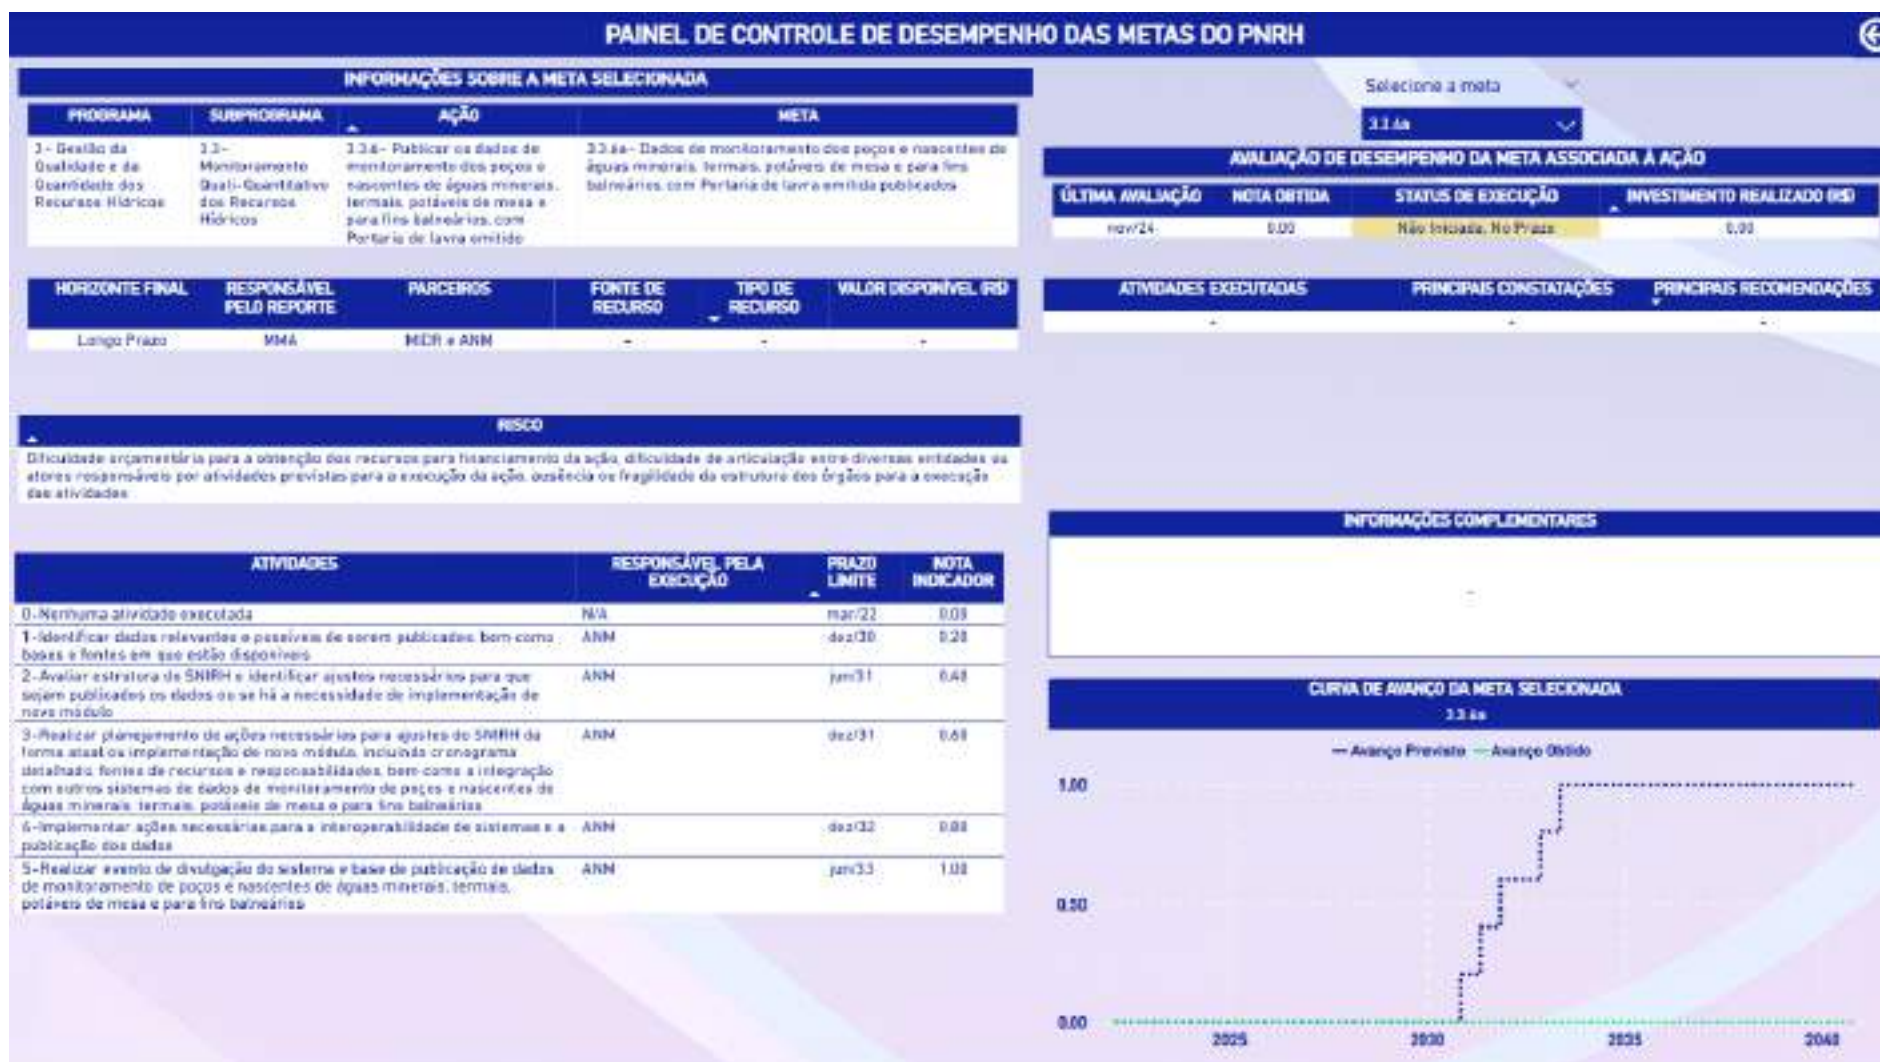 PAINEL DE CONTROLE DE DESEMPENHO DAS METAS DO PNRH
INFORMAÇÕES SOBRE A META SELECIONADA
PROGRAMA SUBPROGRAMA AÇÃO META
3- Gestão da Qualidade e da Quantidade dos Recursos Hídricos
3.3- Monitoramento Quali-Quantitativo dos Recursos Hídricos
3.3.6- Publicar os dados de monitoramento dos poços e nascentes de águas minerais, termais, potáveis de mesa e para fins balneários, com Portaria de lavra emitido
3.3.6a- Dados de monitoramento dos poços e nascentes de águas minerais, termais, potáveis de mesa e para fins balneários, com Portaria de lavra emitida publicados
HORIZONTE FINAL RESPONSÁVEL PELO REPORTE PARCEIROS FONTE DE RECURSO TIPO DE RECURSO VALOR DISPONÍVEL (R$)
Longo Prazo MMA MIDR e ANM - - -
RISCO
Dificuldade orçamentária para a obtenção dos recursos para financiamento da ação, dificuldade de articulação entre diversas entidades ou
atores responsáveis por atividades previstas para a execução da ação, ausência ou fragilidade da estrutura dos órgãos para a execução
das atividades
ATIVIDADES RESPONSÁVEL PELA EXECUÇÃO PRAZO LIMITE NOTA INDICADOR
0-Nenhuma atividade executada N/A mar/22 0.00
1-Identificar dados relevantes e possíveis de serem publicados, bem como ANM dez/30 0.20
bases e fontes em que estão disponíveis
2-Avaliar estrutura do SNIRH e identificar ajustes necessários para que ANM jun/31 0.40
sejam publicados os dados ou se há a necessidade de implementação de
novo módulo
3-Realizar planejamento de ações necessárias para ajustes do SNIRH da ANM dez/31 0.60
forma atual ou implementação de novo módulo, incluindo cronograma
detalhado, fontes de recursos e responsabilidades, bem como a integração
com outros sistemas de dados de monitoramento de poços e nascentes de
águas minerais, termais, potáveis de mesa e para fins balneários
4-Implementar ações necessárias para a interoperabilidade de sistemas e a ANM dez/32 0.80
publicação dos dados
5-Realizar evento de divulgação do sistema e base de publicação de dados ANM jun/33 1.00
de monitoramento de poços e nascentes de águas minerais, termais,
potáveis de mesa e para fins balneários
Selecione a meta
3.3.6a
AVALIAÇÃO DE DESEMPENHO DA META ASSOCIADA À AÇÃO
ÚLTIMA AVALIAÇÃO NOTA OBTIDA STATUS DE EXECUÇÃO INVESTIMENTO REALIZADO (R$)
nov/24 0.00 Não Iniciada, No Prazo 0,00
ATIVIDADES EXECUTADAS PRINCIPAIS CONSTATAÇÕES PRINCIPAIS RECOMENDAÇÕES
- - -
INFORMAÇÕES COMPLEMENTARES
-
CURVA DE AVANÇO DA META SELECIONADA
3.3.6a
Avanço Previsto Avanço Obtido
1.00
0.50
0.00
2025 2030 2035 2040